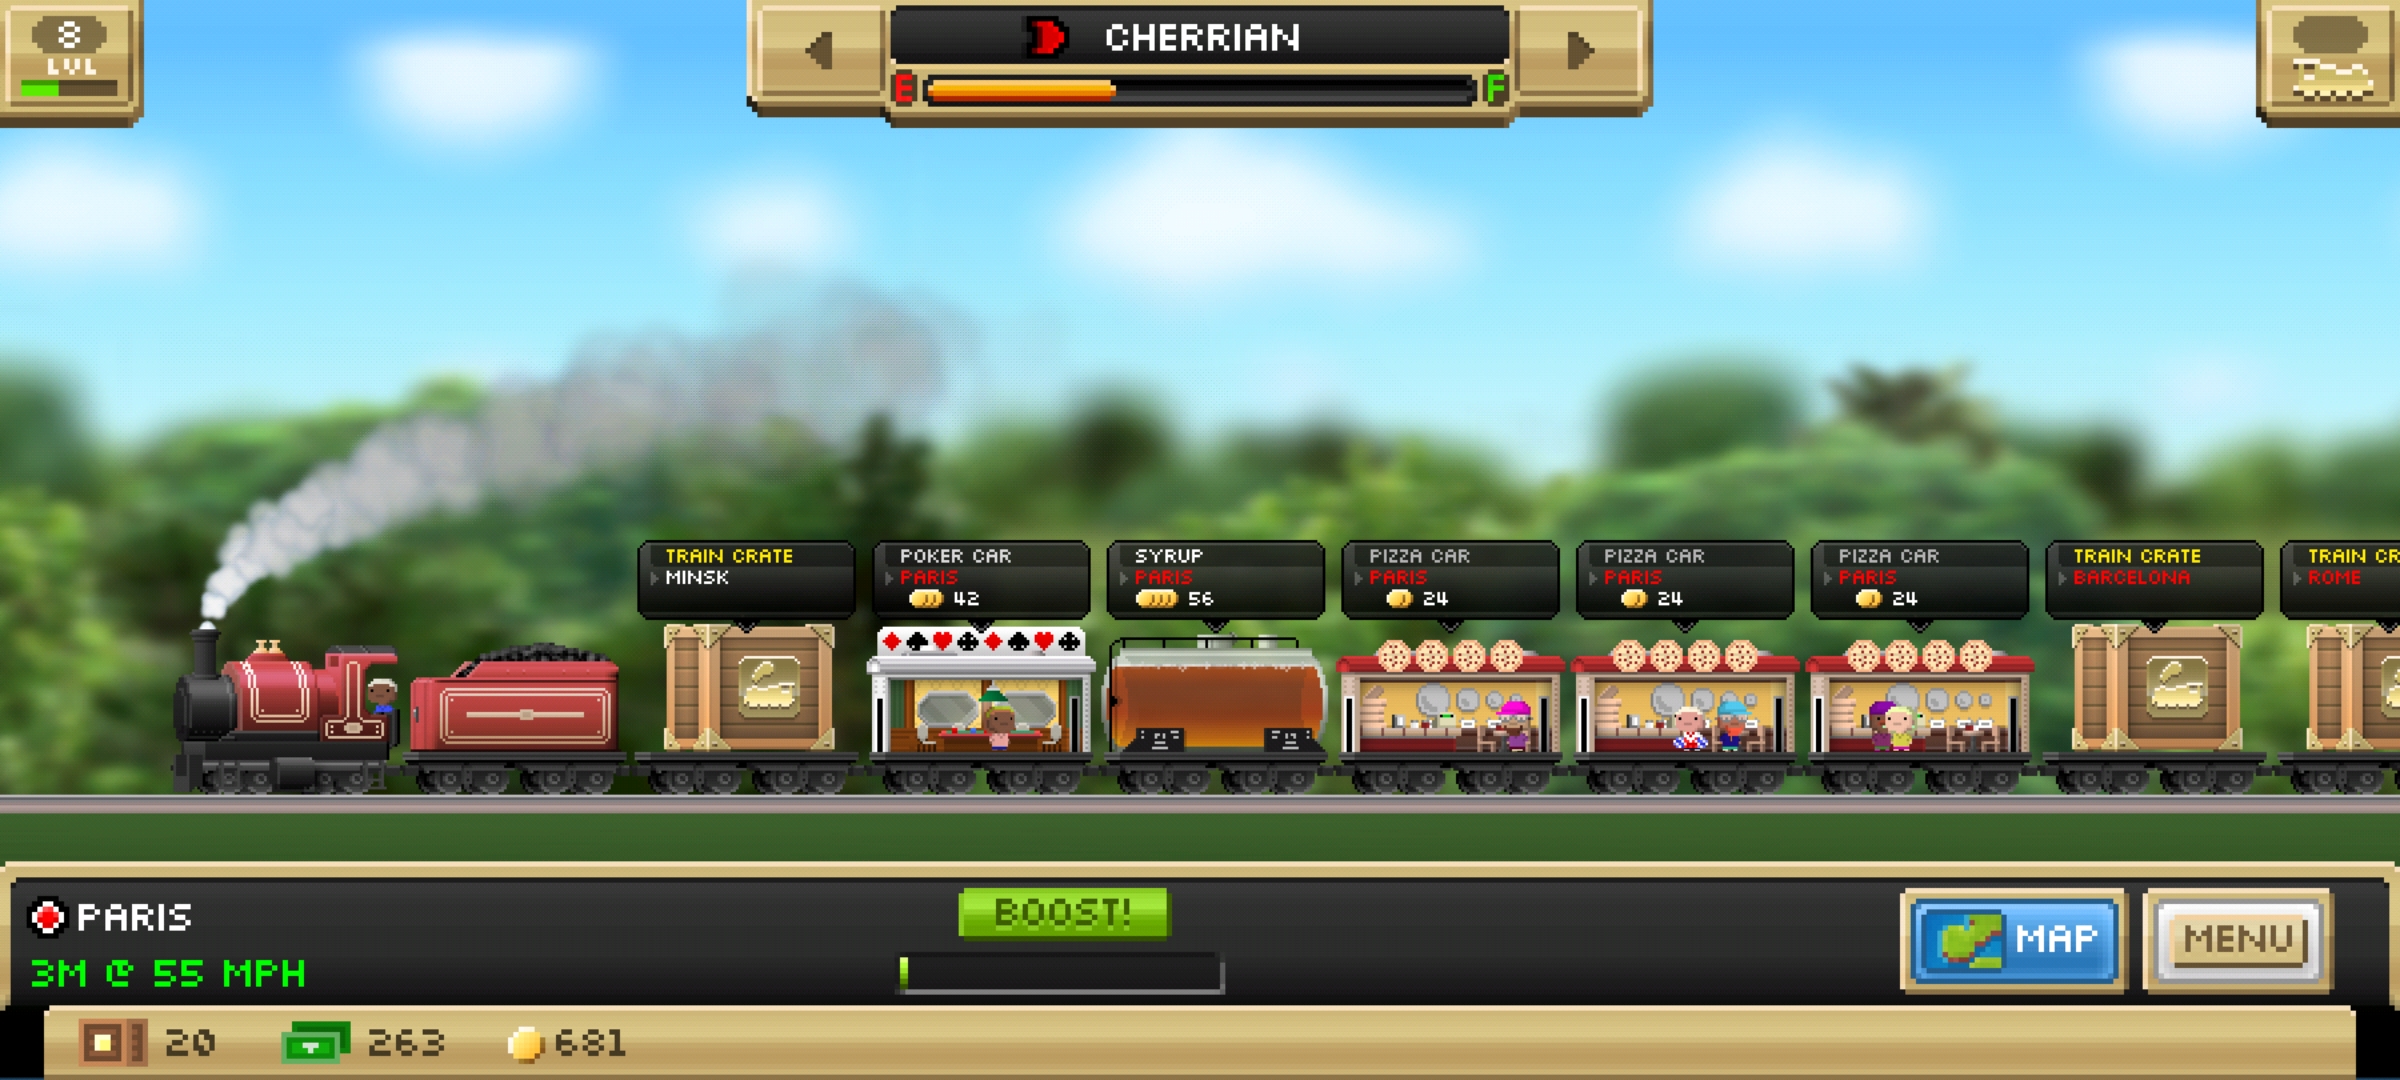 8
LVL
CHERRIAN
E F
TRAIN CRATE
MINSK
POKER CAR
PARIS
42
SYRUP
PARIS
56
PIZZA CAR
PARIS
24
PIZZA CAR
PARIS
24
PIZZA CAR
PARIS
24
TRAIN CRATE
BARCELONA
TRAIN CR
ROME
PARIS
3M @ 55 MPH
BOOST!
MAP
MENU
20
263
681